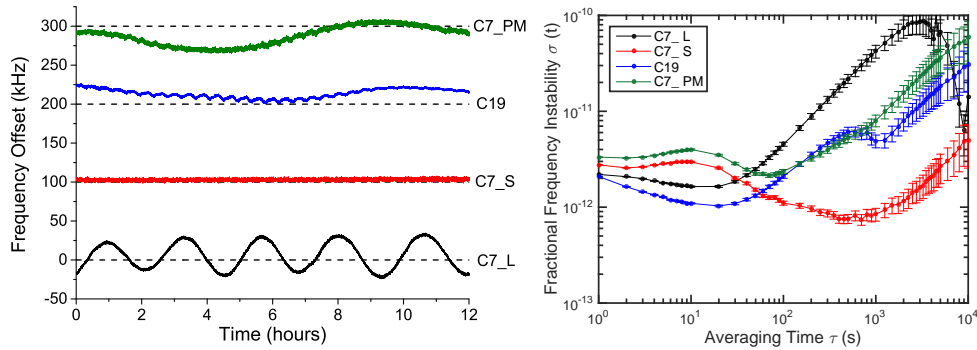 Frequency Offset (kHz)
300
250
200
150
100
50
0
-50
0 2 4 6 8 10 12
Time (hours)
C7_PM
C19
C7_S
C7_L
Fractional Frequency Instability σ (t)
10⁻¹⁰
10⁻¹¹
10⁻¹²
10⁻¹³
10⁰ 10¹ 10² 10³ 10⁴
Averaging Time τ (s)
C7_ L
C7_ S
C19
C7_ PM